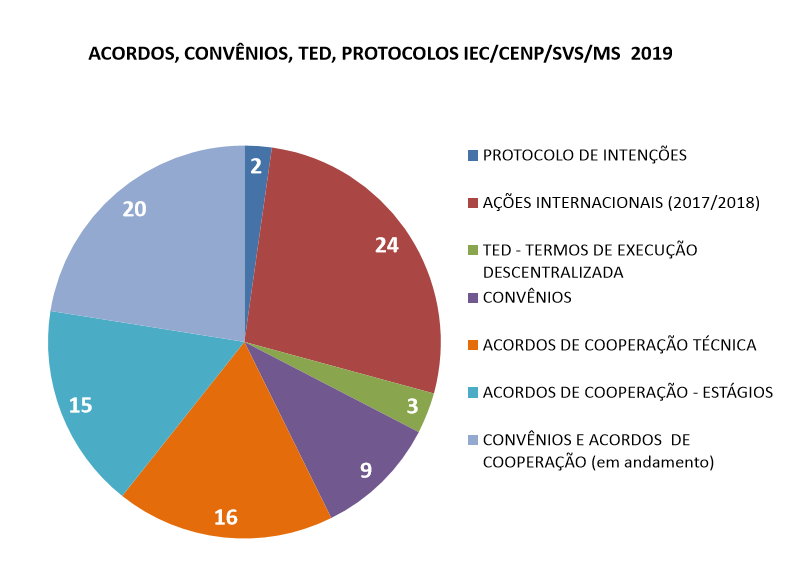 ACORDOS, CONVÊNIOS, TED, PROTOCOLOS IEC/CENP/SVS/MS 2019
2
24
3
9
16
15
20
PROTOCOLO DE INTENÇÕES
AÇÕES INTERNACIONAIS (2017/2018)
TED - TERMOS DE EXECUÇÃO
DESCENTRALIZADA
CONVÊNIOS
ACORDOS DE COOPERAÇÃO TÉCNICA
ACORDOS DE COOPERAÇÃO - ESTÁGIOS
CONVÊNIOS E ACORDOS DE
COOPERAÇÃO (em andamento)